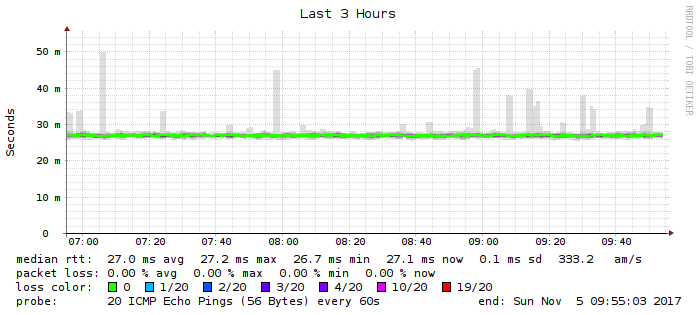 Last 3 Hours
RRDTOOL / TOBI OETIKER
Seconds
50 m
40 m
30 m
20 m
10 m
0
07:00 07:20 07:40 08:00 08:20 08:40 09:00 09:20 09:40
median rtt: 27.0 ms avg 27.2 ms max 26.7 ms min 27.1 ms now 0.1 ms sd 333.2 am/s
packet loss: 0.00 % avg 0.00 % max 0.00 % min 0.00 % now
loss color: 0 1/20 2/20 3/20 4/20 10/20 19/20
probe: 20 ICMP Echo Pings (56 Bytes) every 60s end: Sun Nov 5 09:55:03 2017